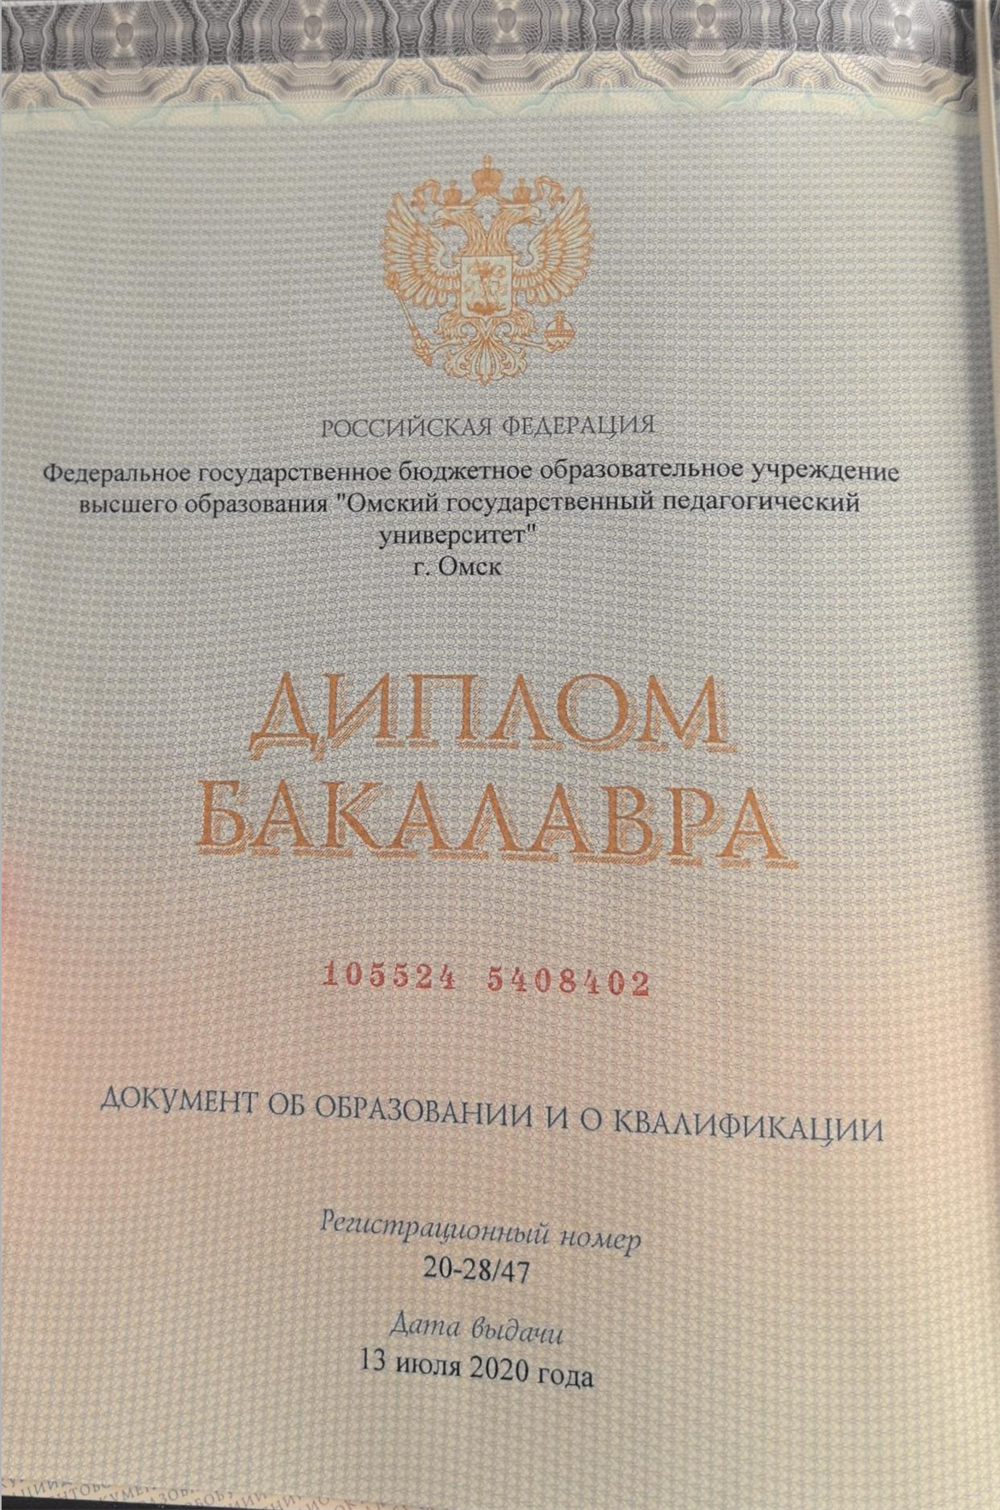 РОССИЙСКАЯ ФЕДЕРАЦИЯ
Федеральное государственное бюджетное образовательное учреждение
высшего образования "Омский государственный педагогический
университет"
г. Омск
ДИПЛОМ
БАКАЛАВРА
105524 5408402
ДОКУМЕНТ ОБ ОБРАЗОВАНИИ И О КВАЛИФИКАЦИИ
Регистрационный номер
20-28/47
Дата выдачи
13 июля 2020 года